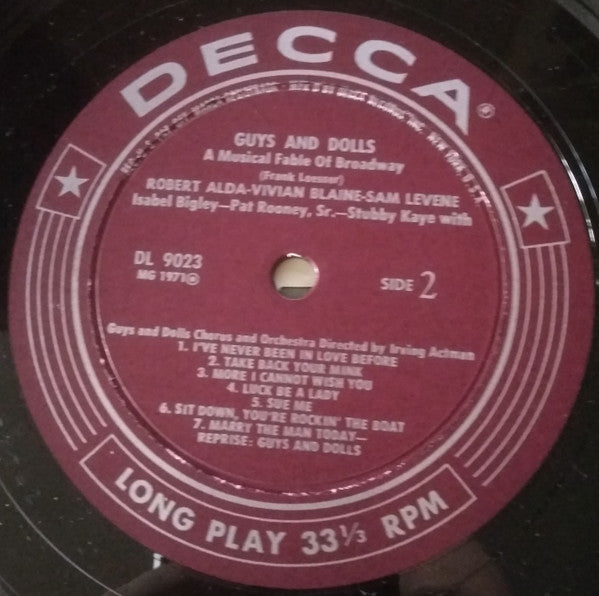 DECCA®
GUYS AND DOLLS
A Musical Fable Of Broadway
(Frank Loesser)
ROBERT ALDA-VIVIAN BLAINE-SAM LEVENE
Isabel Bigley—Pat Rooney, Sr.—Stubby Kaye with
DL 9023
MG 1971
SIDE 2
Guys and Dolls Chorus and Orchestra Directed by Irving Actman
1. I'VE NEVER BEEN IN LOVE BEFORE
2. TAKE BACK YOUR MINK
3. MORE I CANNOT WISH YOU
4. LUCK BE A LADY
5. SUE ME
6. SIT DOWN, YOU'RE ROCKIN' THE BOAT
7. MARRY THE MAN TODAY—
REPRISE: GUYS AND DOLLS
LONG PLAY 33⅓ RPM